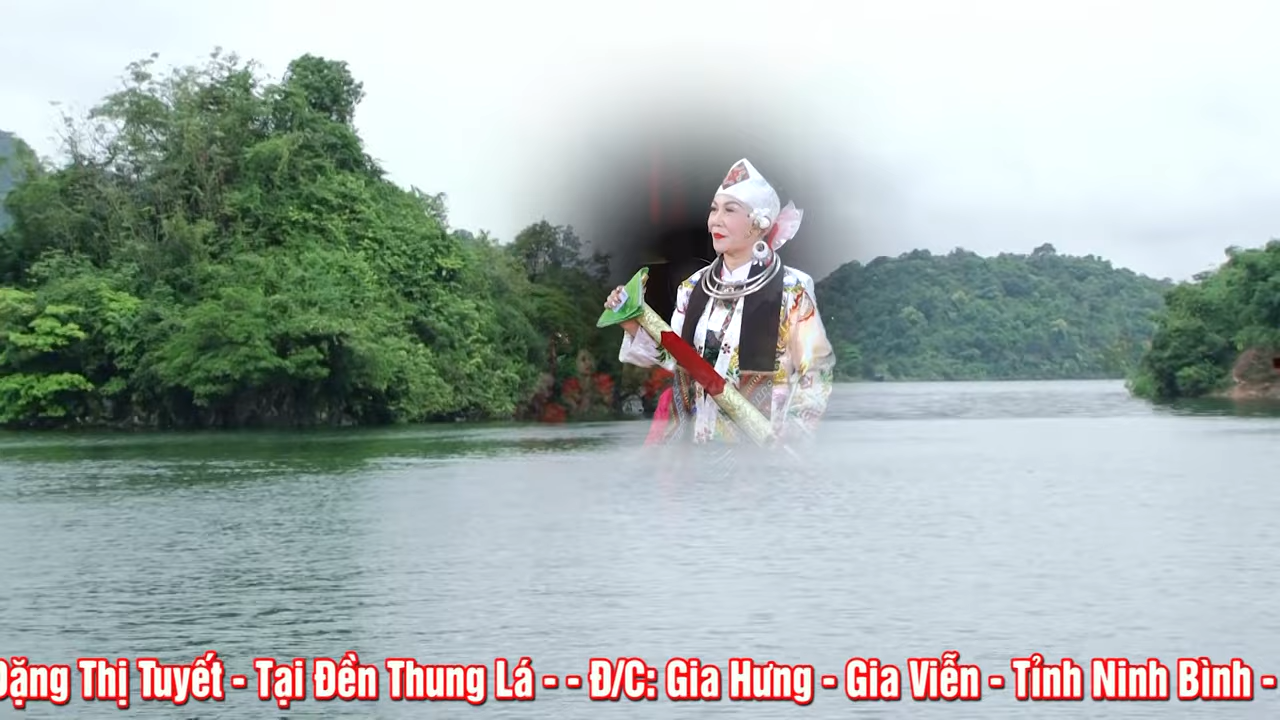 Đặng Thị Tuyết - Tại Đền Thung Lá - - Đ/C: Gia Hưng - Gia Viễn - Tỉnh Ninh Bình -